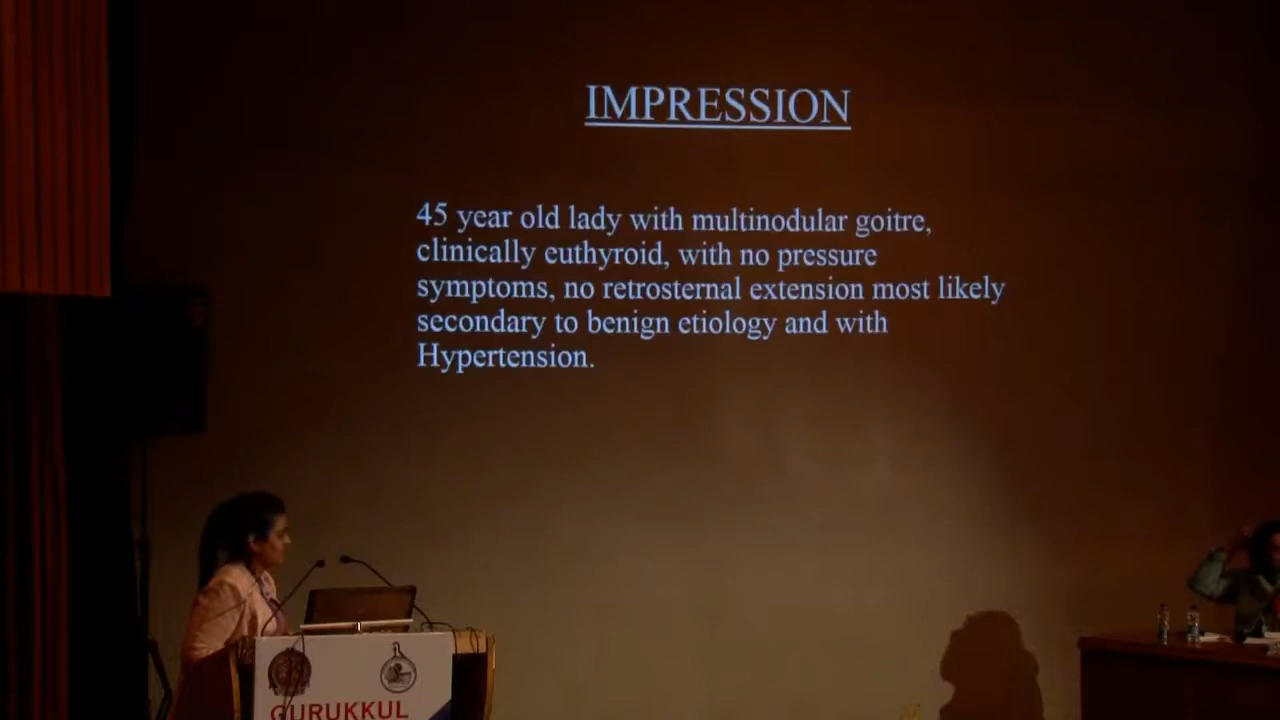 IMPRESSION
45 year old lady with multinodular goitre,
clinically euthyroid, with no pressure
symptoms, no retrosternal extension most likely
secondary to benign etiology and with
Hypertension.
GURUKKUL